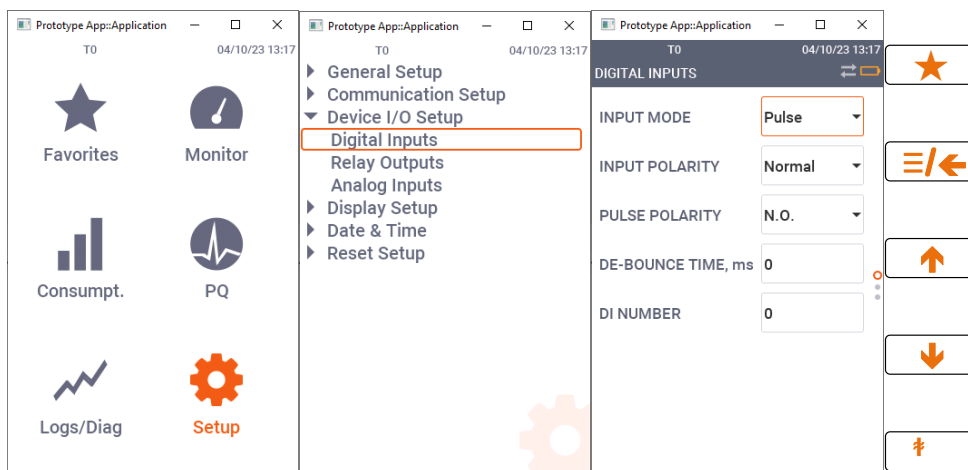 Prototype App::Application
T0 04/10/23 13:17
Favorites Monitor
Consumpt. PQ
Logs/Diag Setup
Prototype App::Application
T0 04/10/23 13:17
General Setup
Communication Setup
Device I/O Setup
Digital Inputs
Relay Outputs
Analog Inputs
Display Setup
Date & Time
Reset Setup
Prototype App::Application
T0 04/10/23 13:17
DIGITAL INPUTS
INPUT MODE Pulse
INPUT POLARITY Normal
PULSE POLARITY N.O.
DE-BOUNCE TIME, ms 0
DI NUMBER 0